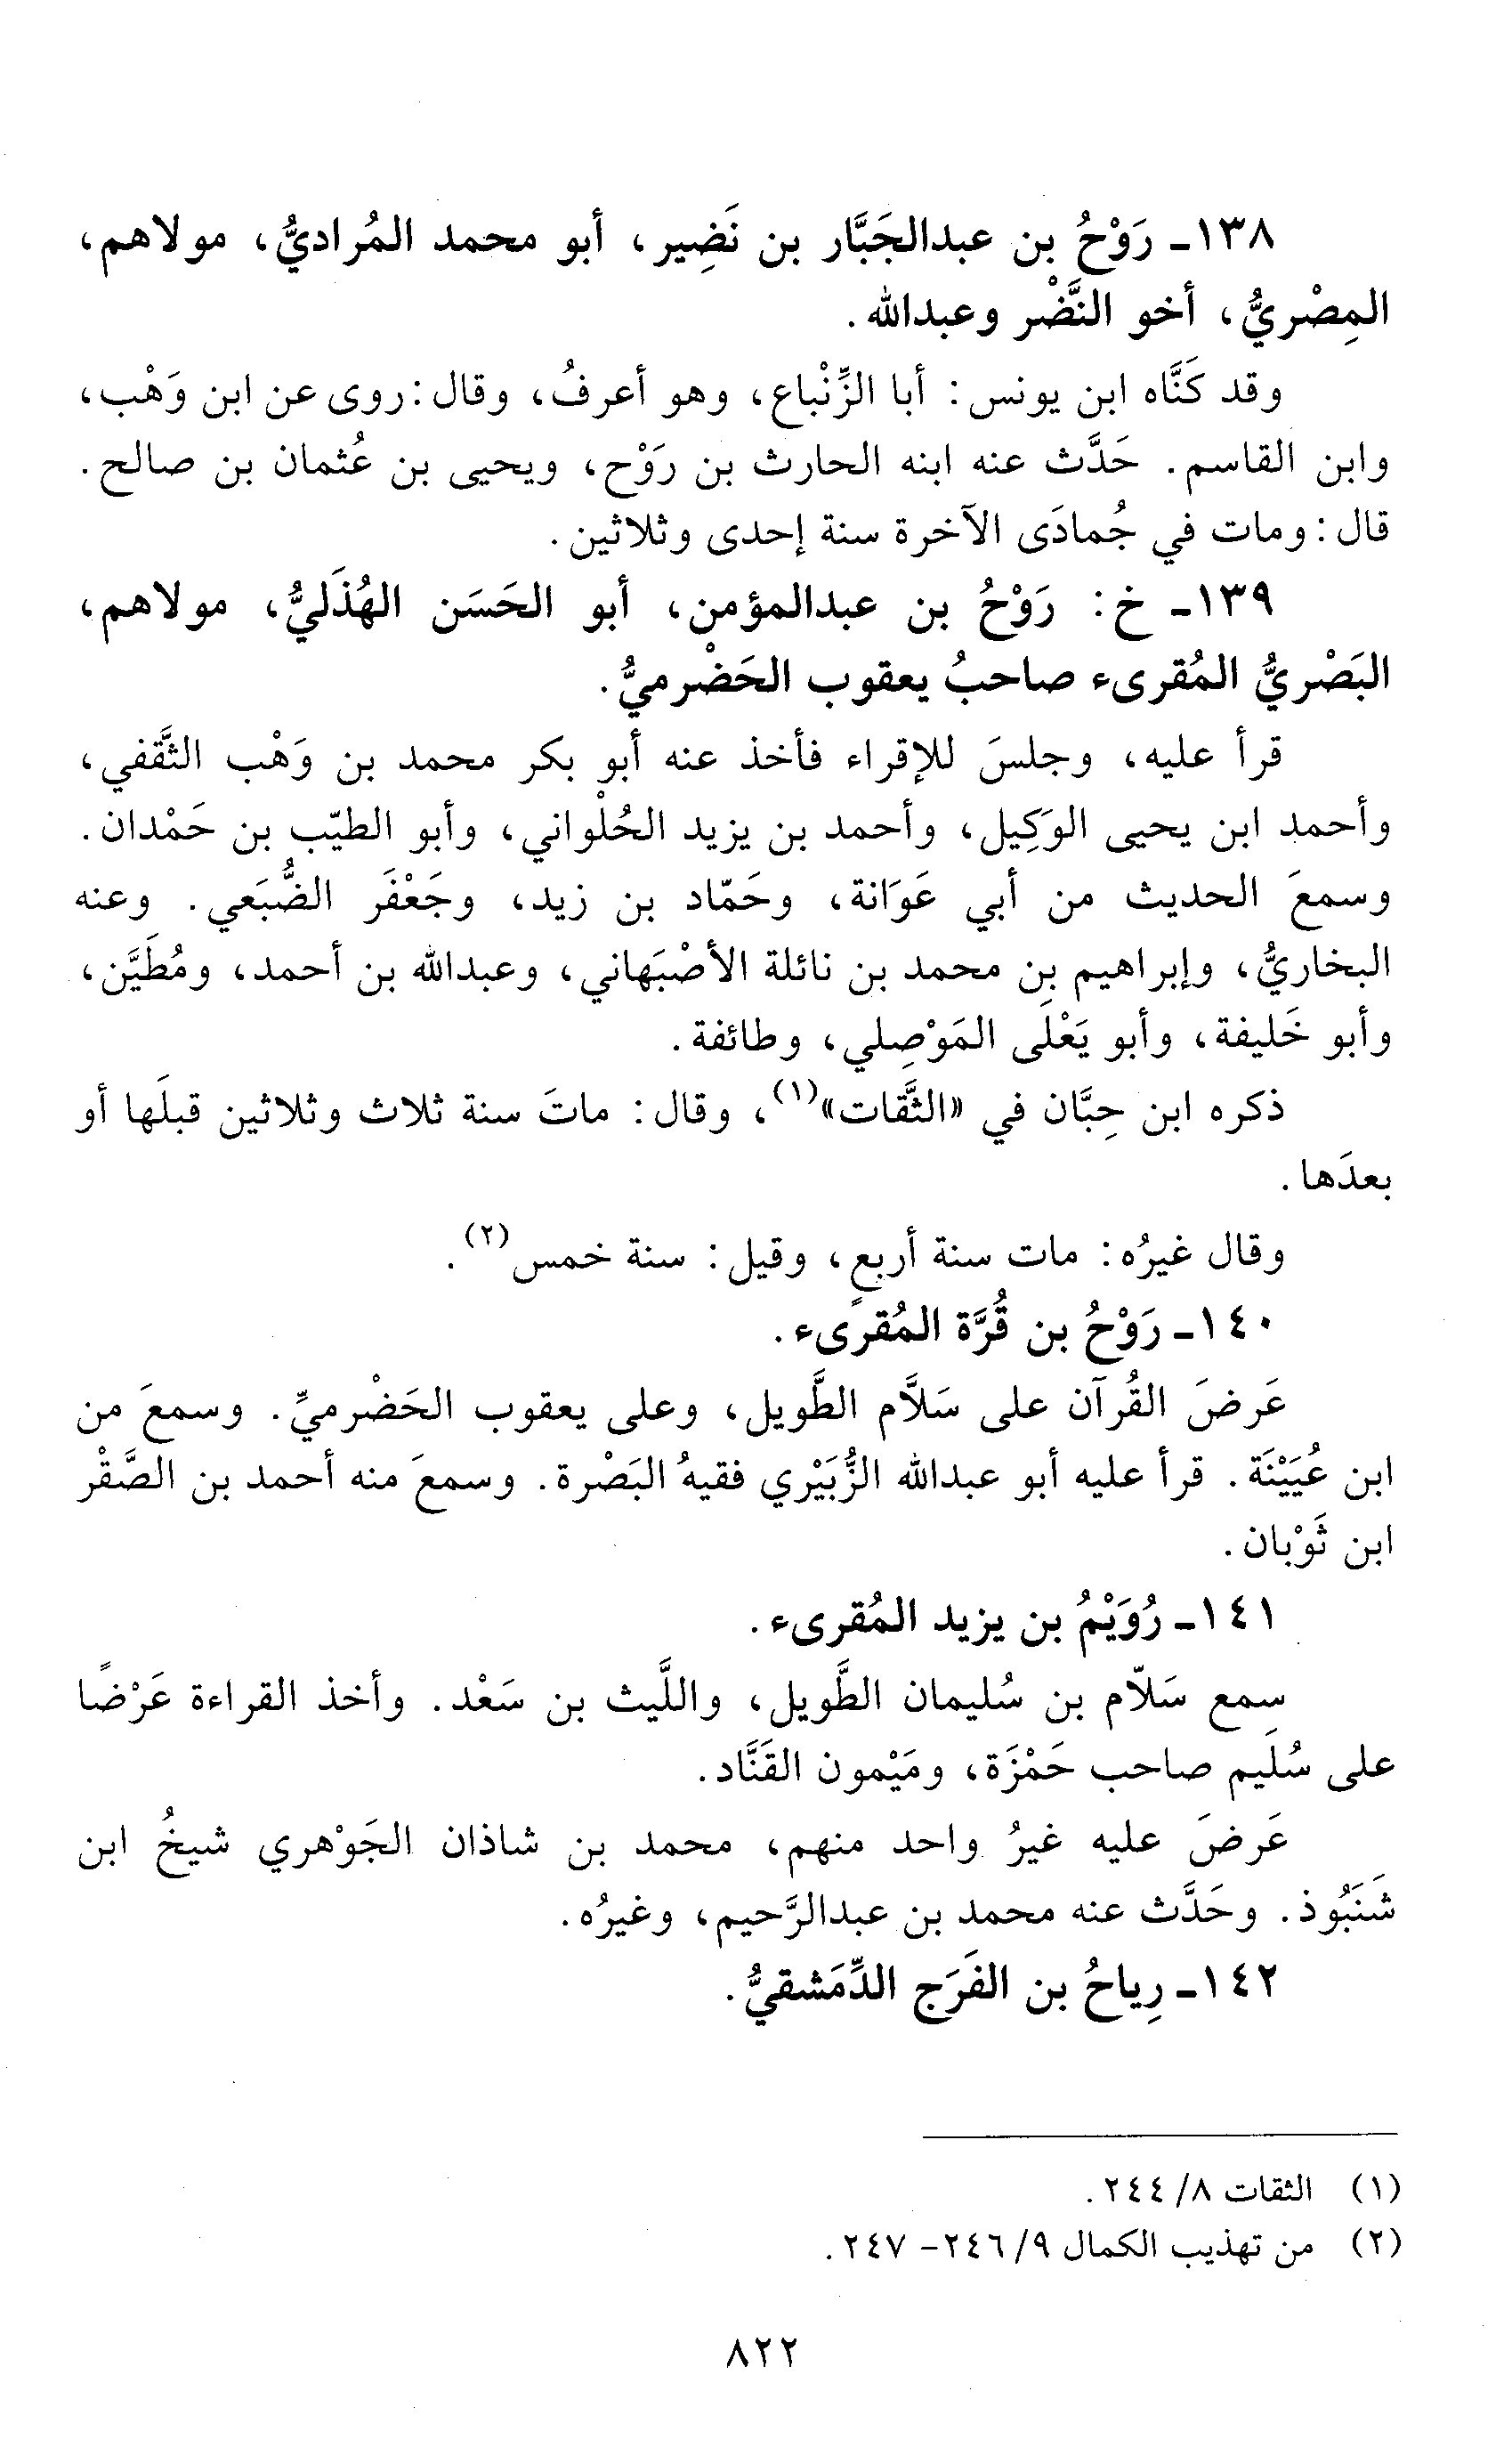 ١٣٨- رَوْحُ بن عبدالجَبَّار بن نَضِير، أبو محمد المُراديُّ، مولاهم،
المِصْريُّ، أخو النَّضْر وعبدالله.
وقد كَنَّاه ابن يونس: أبا الزِّنْباع، وهو أعرفُ، وقال: روى عن ابن وَهْب،
وابن القاسم. حَدَّث عنه ابنه الحارث بن رَوْح، ويحيى بن عُثمان بن صالح.
قال: ومات في جُمادَى الآخرة سنة إحدى وثلاثين.
١٣٩- خ: رَوْحُ بن عبدالمؤمن، أبو الحَسَن الهُذَليُّ، مولاهم،
البَصْريُّ المُقرىء صاحبُ يعقوب الحَضْرميُّ.
قرأ عليه، وجلسَ للإقراء فأخذ عنه أبو بكر محمد بن وَهْب الثَّقفي،
وأحمد ابن يحيى الوَكِيل، وأحمد بن يزيد الحُلْواني، وأبو الطيّب بن حَمْدان.
وسمعَ الحديث من أبي عَوَانة، وحَمّاد بن زيد، وجَعْفَر الضُّبَعي. وعنه
البخاريُّ، وإبراهيم بن محمد بن نائلة الأصْبَهاني، وعبدالله بن أحمد، ومُطَيَّن،
وأبو خَليفة، وأبو يَعْلَى المَوْصِلي، وطائفة.
ذكره ابن حِبَّان في «الثَّقات»(١)، وقال: ماتَ سنة ثلاث وثلاثين قبلَها أو
بعدَها.
وقال غيرُه: مات سنة أربعٍ، وقيل: سنة خمس(٢).
١٤٠- رَوْحُ بن قُرَّة المُقرىء.
عَرضَ القُرآن على سَلاَّم الطَّويل، وعلى يعقوب الحَضْرميِّ. وسمعَ من
ابن عُيَيْنَة. قرأ عليه أبو عبدالله الزُّبَيْري فقيهُ البَصْرة. وسمعَ منه أحمد بن الصَّقْر
ابن ثَوْبان.
١٤١- رُوَيْمُ بن يزيد المُقرىء.
سمع سَلاّم بن سُليمان الطَّويل، واللَّيث بن سَعْد. وأخذ القراءة عَرْضًا
على سُلَيم صاحب حَمْزَة، ومَيْمون القَنَّاد.
عَرضَ عليه غيرُ واحد منهم، محمد بن شاذان الجَوْهري شيخُ ابن
شَنَبُوذ. وحَدَّث عنه محمد بن عبدالرَّحيم، وغيرُه.
١٤٢- رِياحُ بن الفَرَج الدِّمَشقيُّ.
(١) الثقات ٨/ ٢٤٤.
(٢) من تهذيب الكمال ٩/ ٢٤٦- ٢٤٧.
٨٢٢